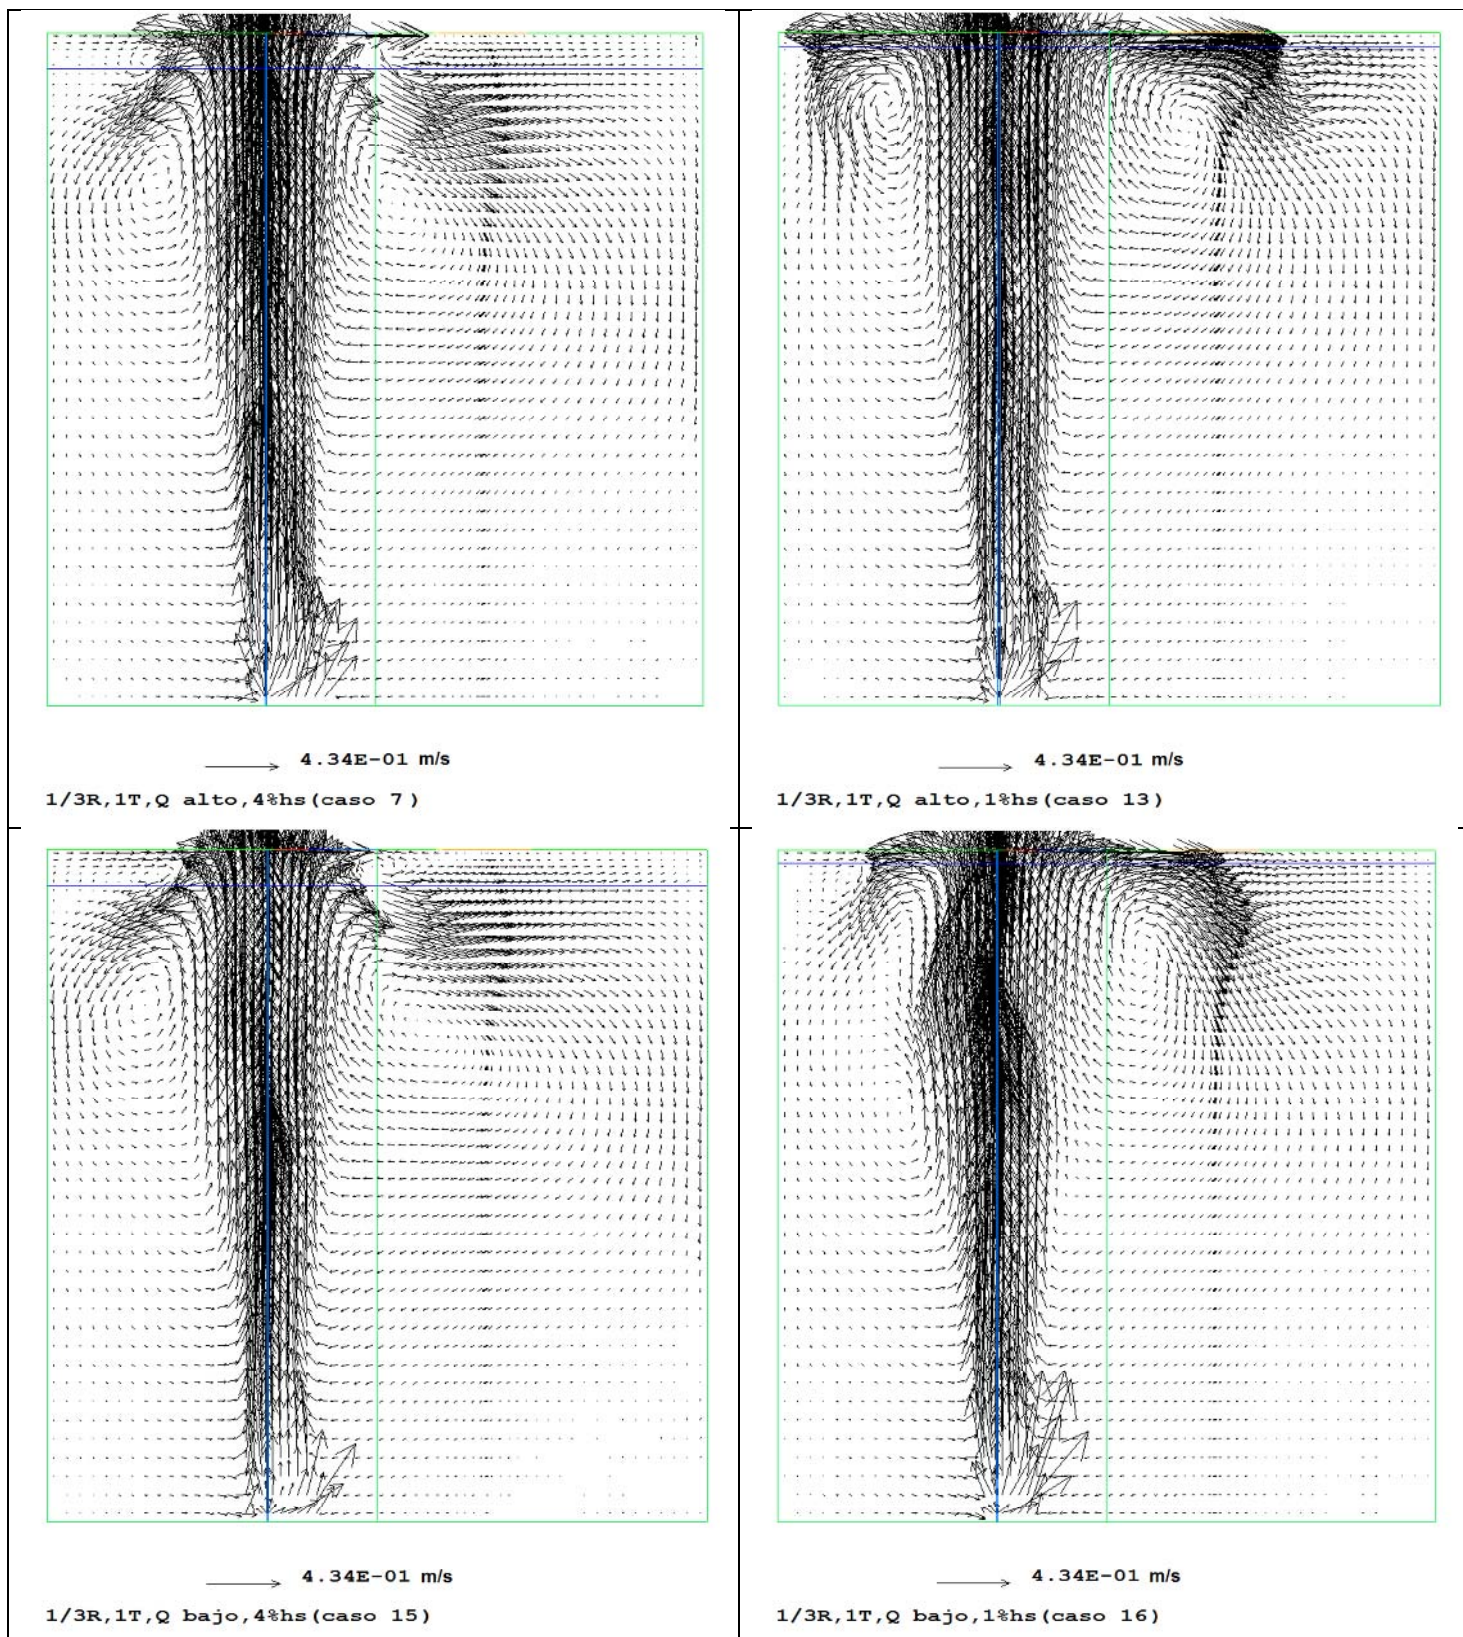 4.34E-01 m/s
1/3R,1T,Q alto,4%hs(caso 7 )
4.34E-01 m/s
1/3R,1T,Q alto,1%hs(caso 13)
4.34E-01 m/s
1/3R,1T,Q bajo,4%hs(caso 15)
4.34E-01 m/s
1/3R,1T,Q bajo,1%hs(caso 16)